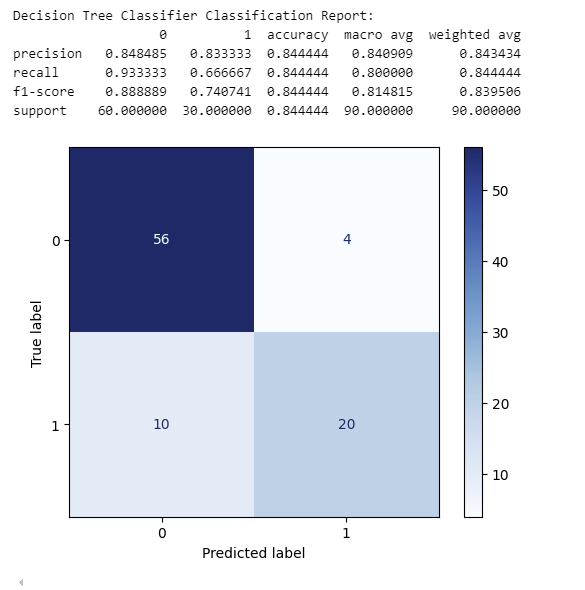 Decision Tree Classifier Classification Report:
0 1 accuracy macro avg weighted avg
precision 0.848485 0.833333 0.844444 0.840909 0.843434
recall 0.933333 0.666667 0.844444 0.800000 0.844444
f1-score 0.888889 0.740741 0.844444 0.814815 0.839506
support 60.000000 30.000000 0.844444 90.000000 90.000000
50
0 56 4
40
True label
30
20
1 10 20
10
0 1
Predicted label